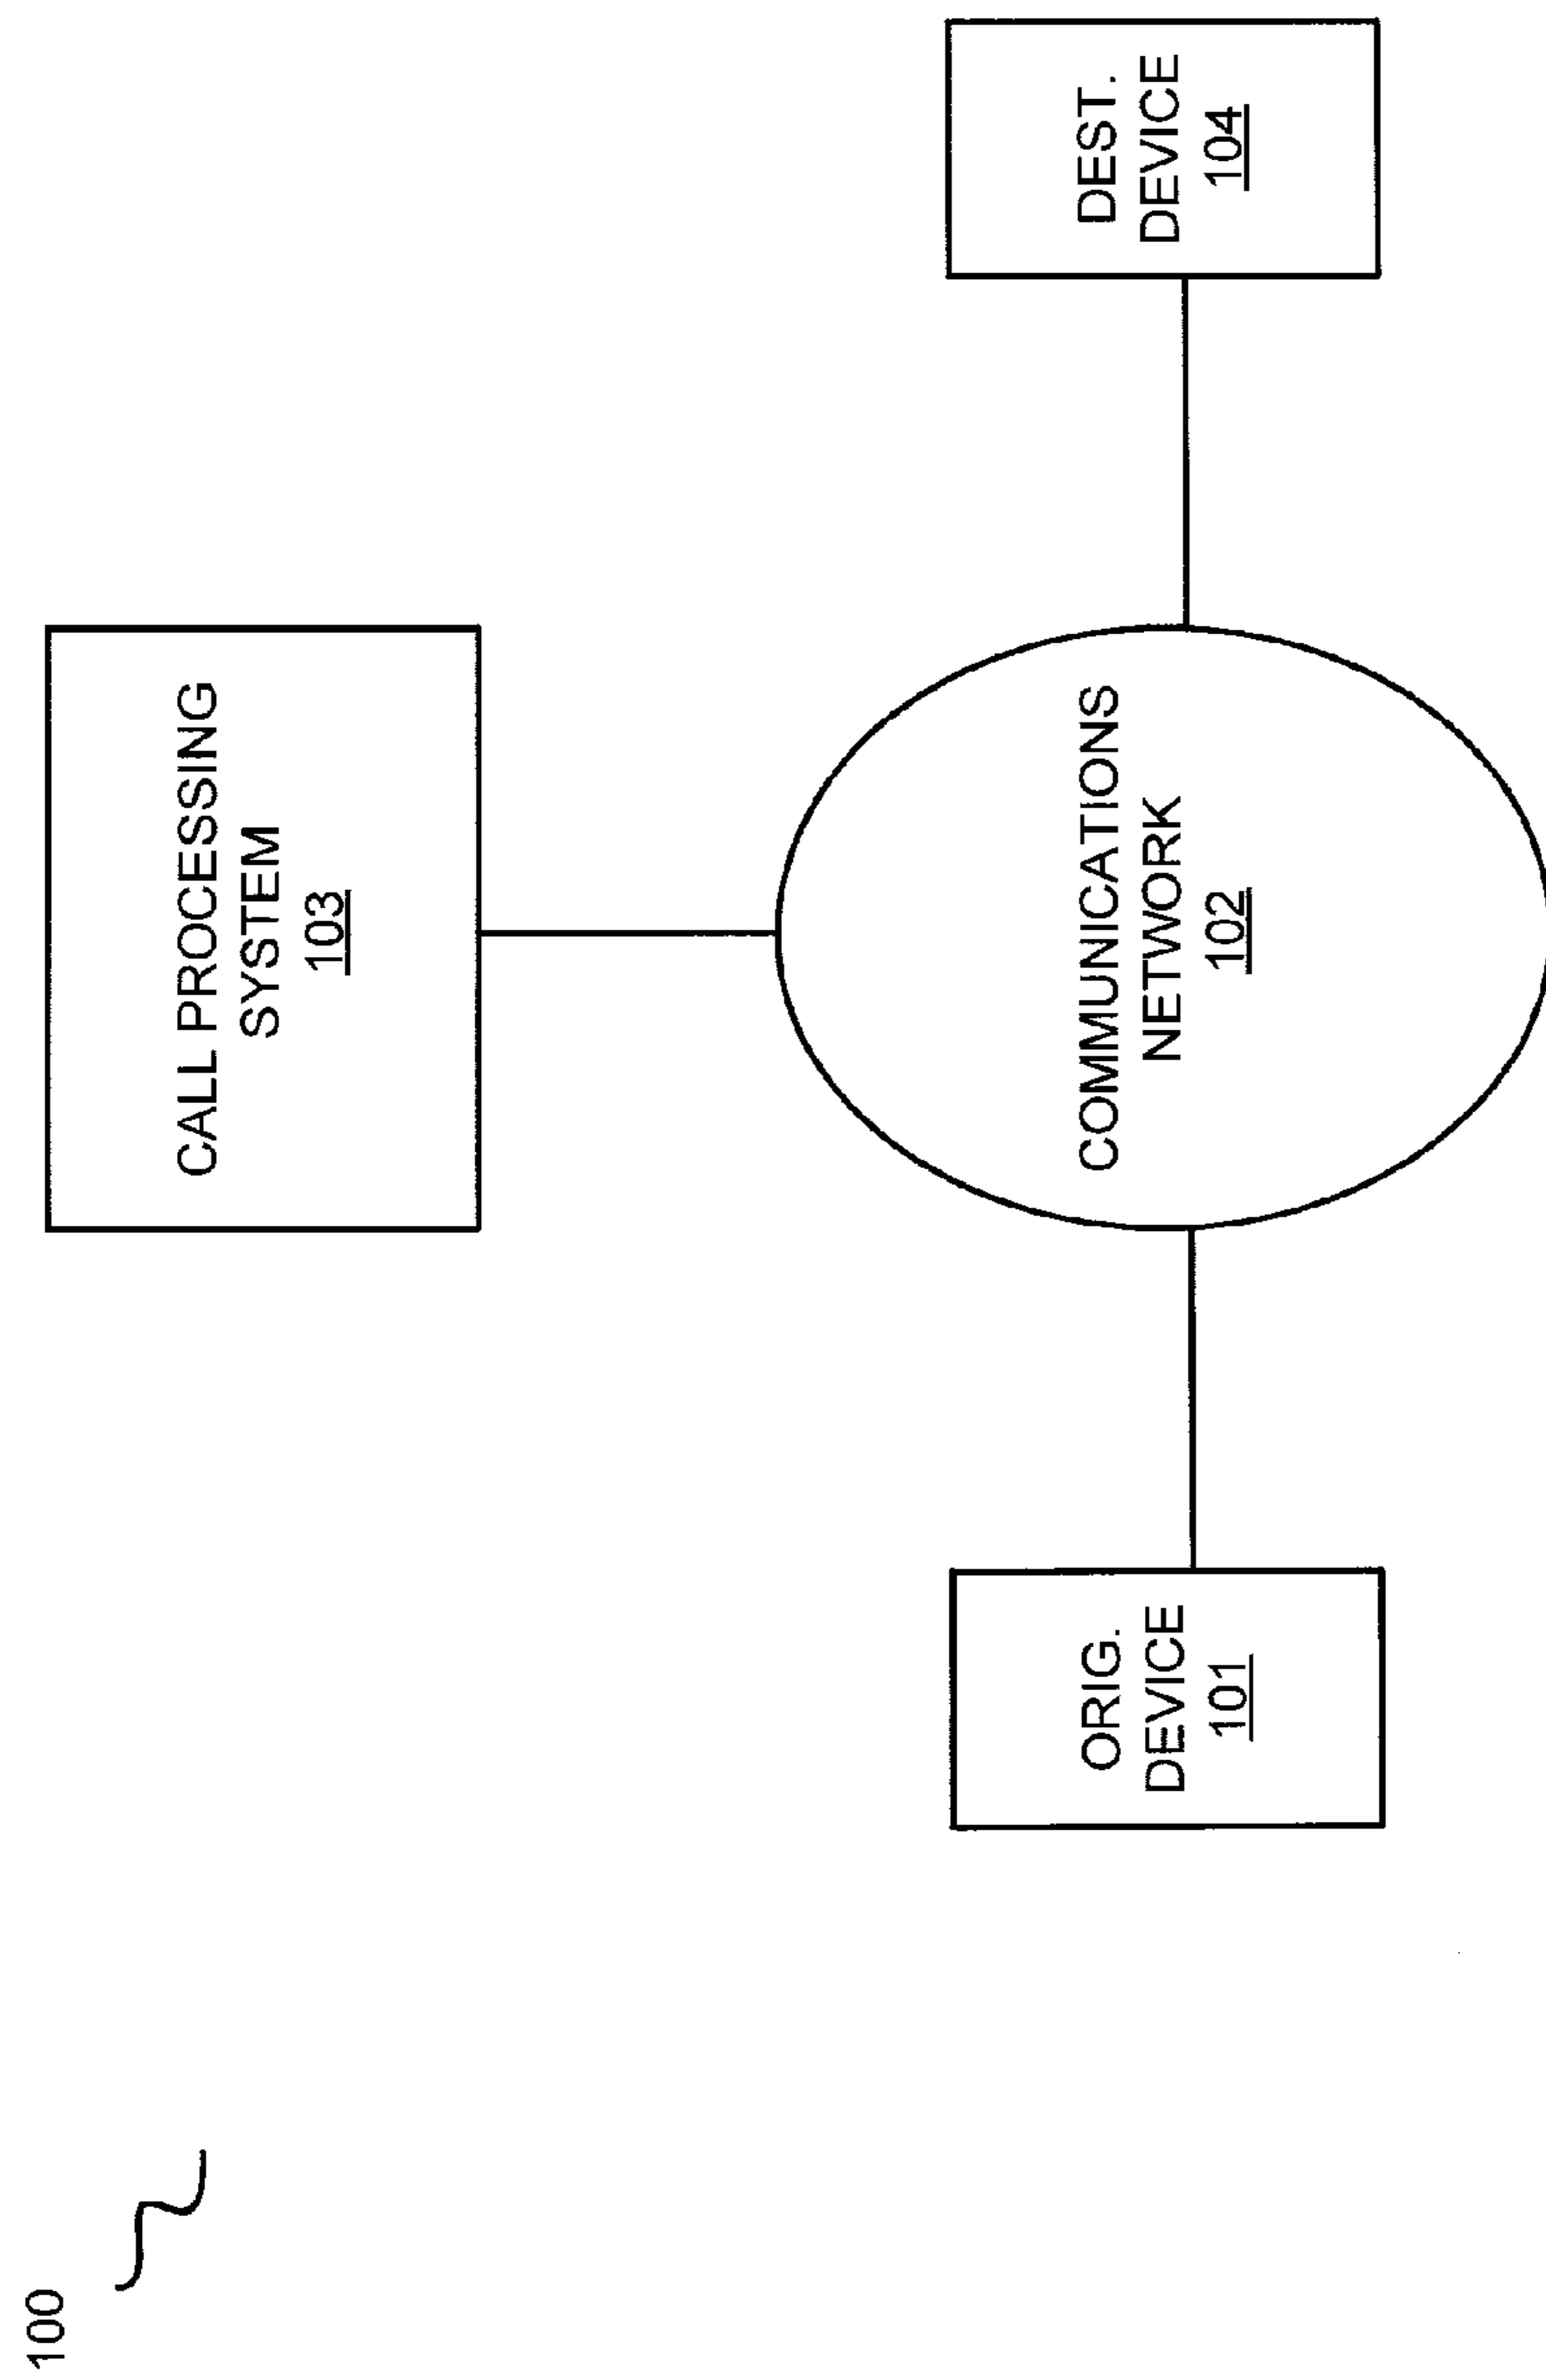 100
CALL PROCESSING
SYSTEM
103
ORIG.
DEVICE
101
COMMUNICATIONS
NETWORK
102
DEST.
DEVICE
104